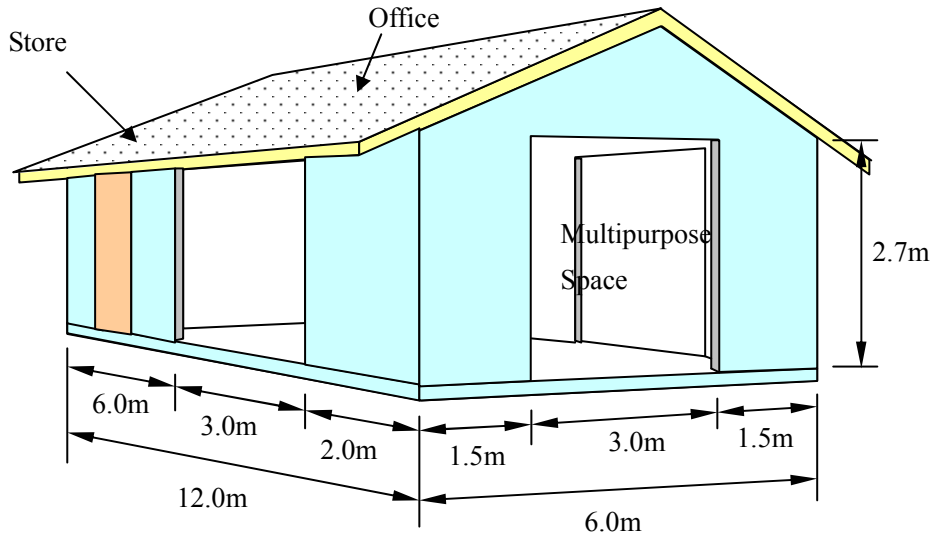 Office
Store
Multipurpose
Space
2.7m
6.0m
3.0m
2.0m
1.5m
3.0m
1.5m
12.0m
6.0m